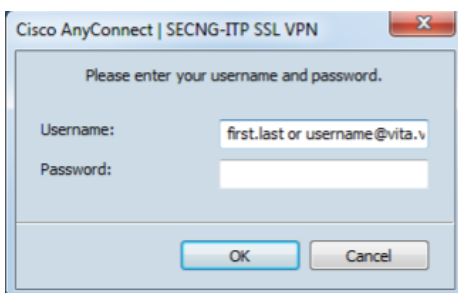 Cisco AnyConnect | SECNG-ITP SSL VPN
Please enter your username and password.
Username:
first.last or username@vita.v
Password:
OK
Cancel